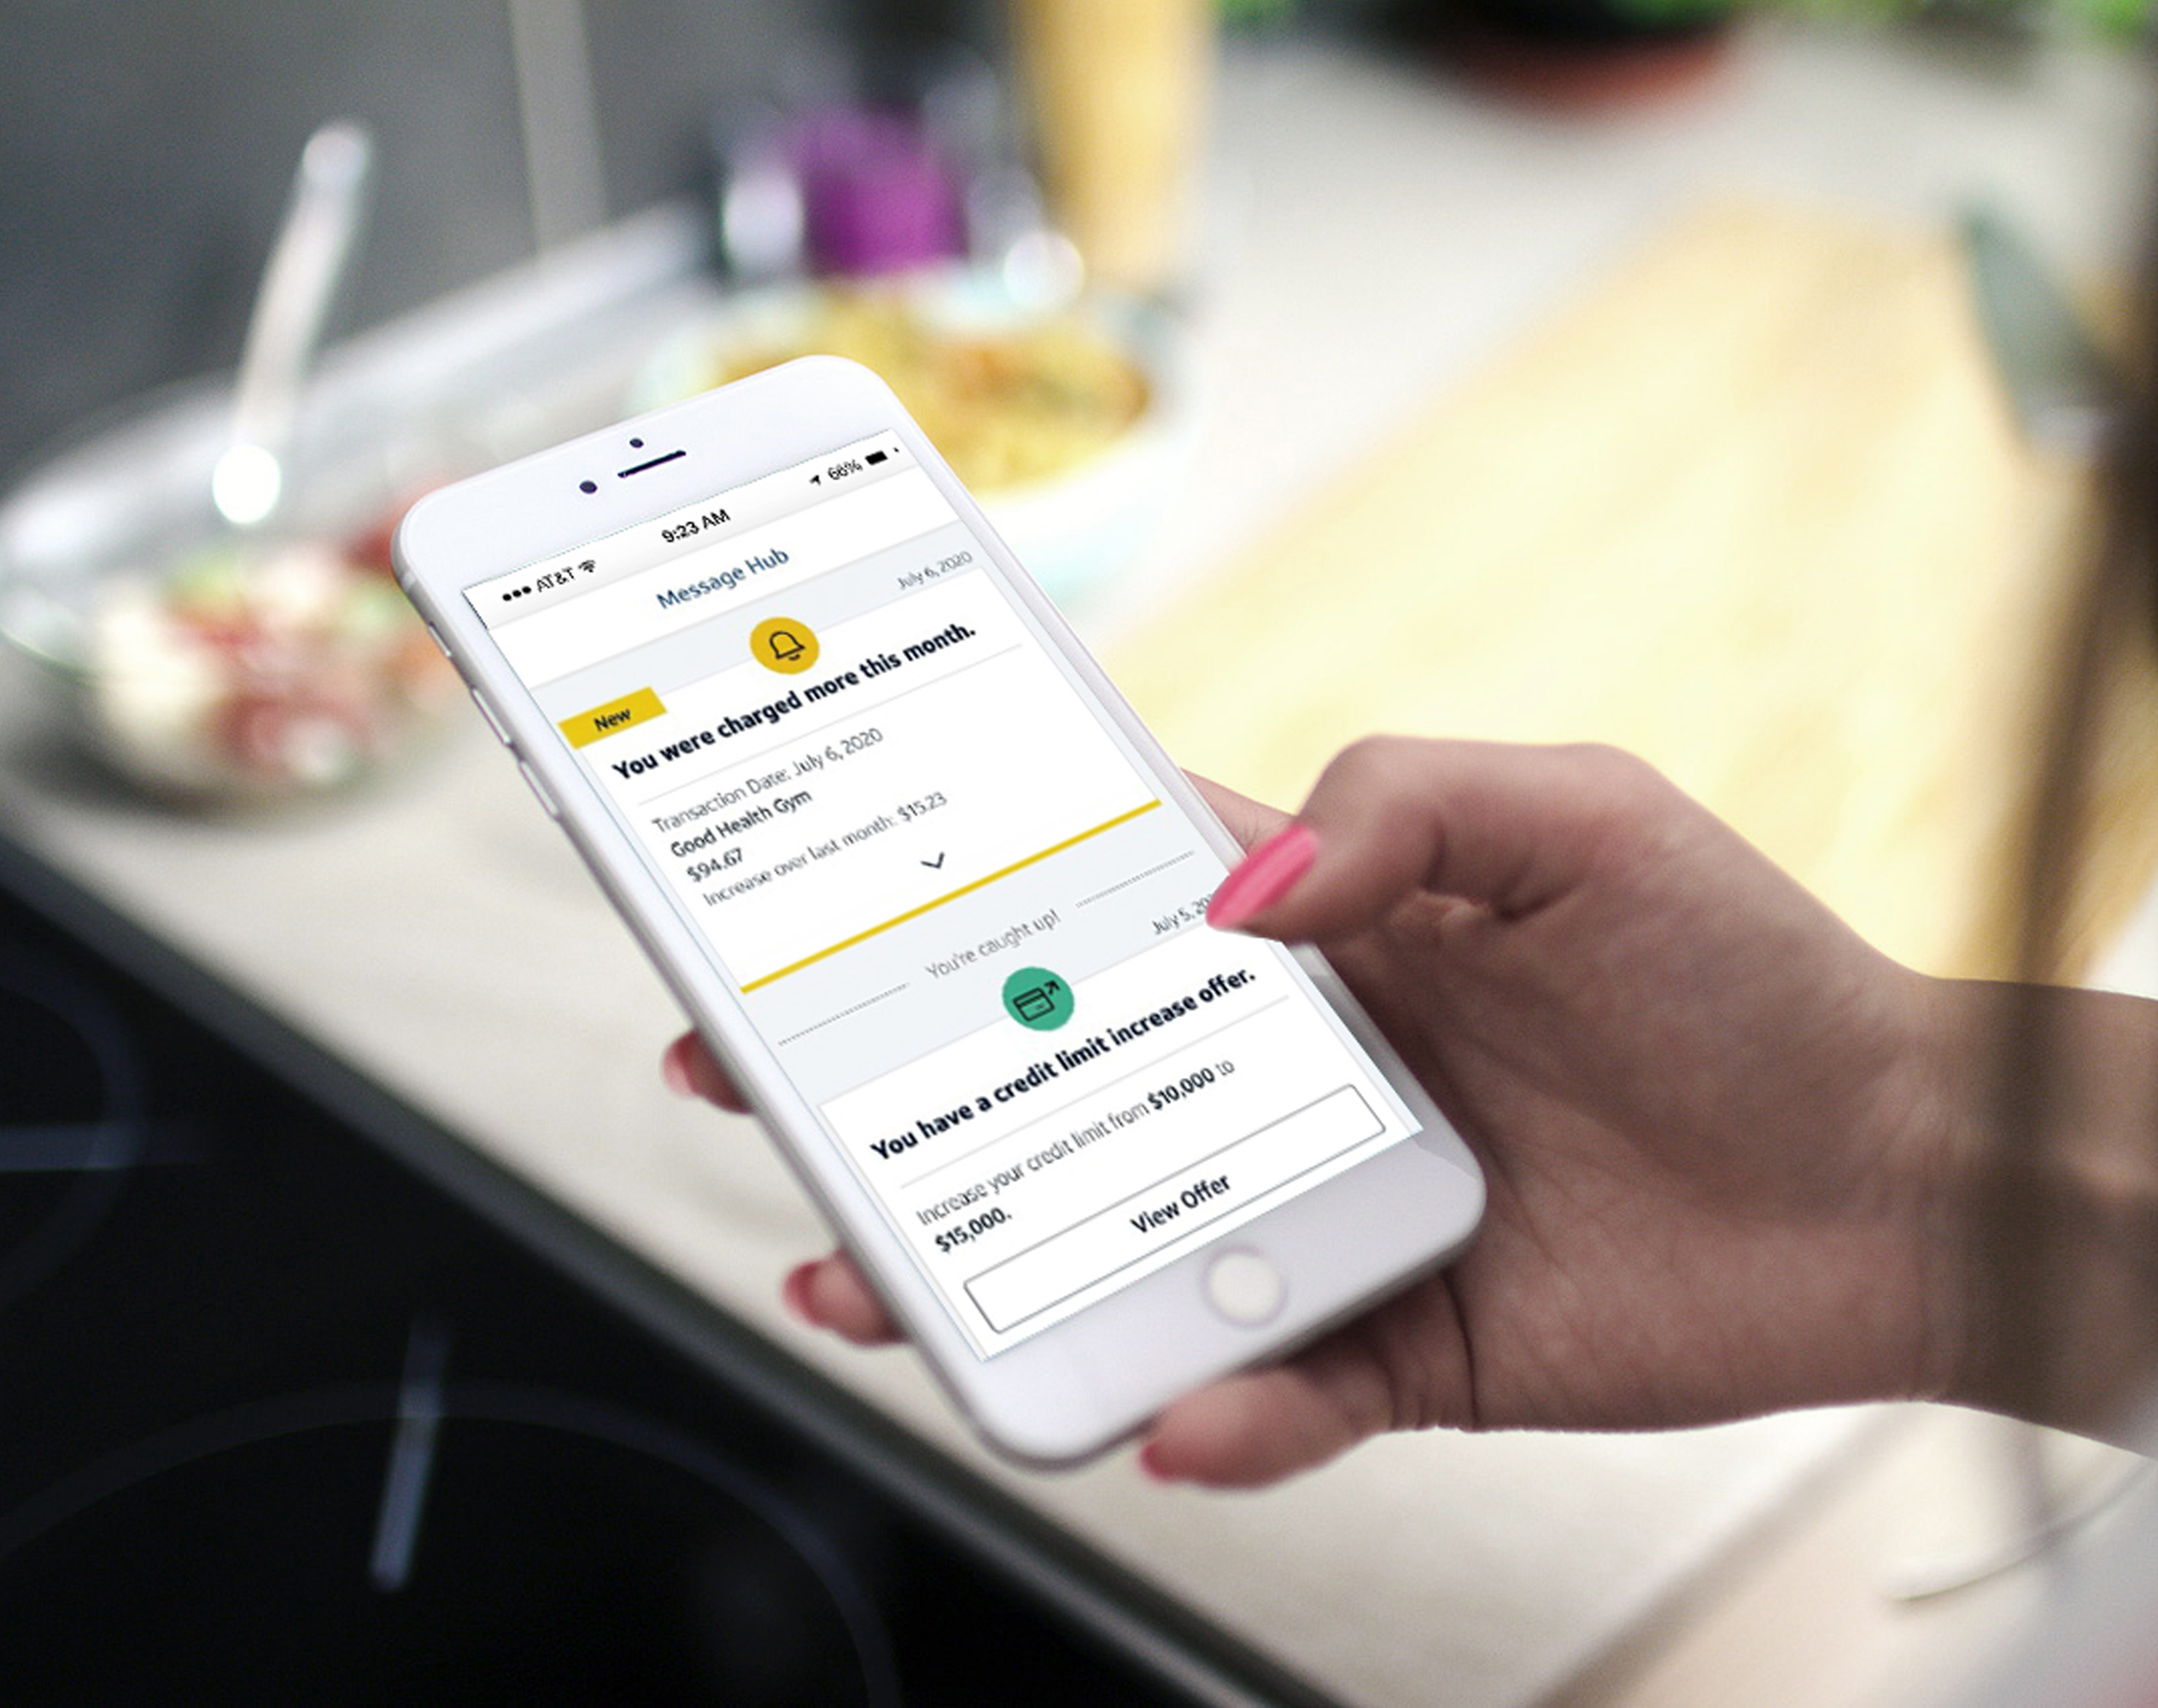 ●●● AT&T 9:23 AM 66%
Message Hub
July 6, 2020
New
You were charged more this month.
Transaction Date: July 6, 2020
Good Health Gym
$94.67
Increase over last month: $15.23
You're caught up!
July 5, 20
You have a credit limit increase offer.
Increase your credit limit from $10,000 to
$15,000.
View Offer